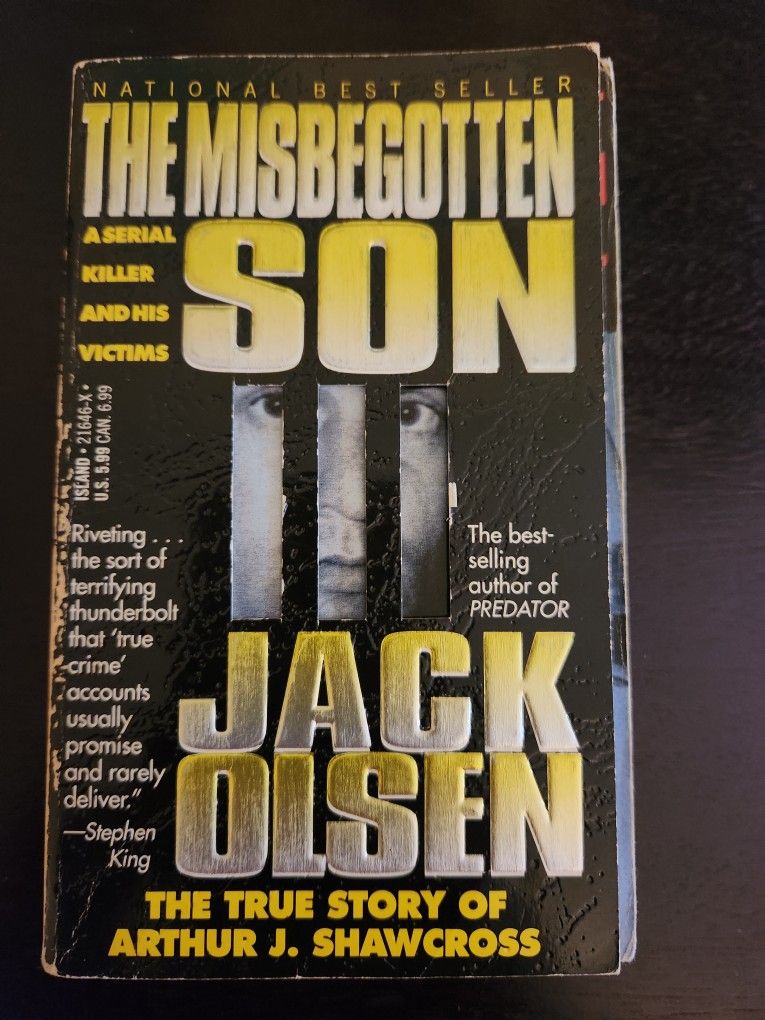 NATIONAL BEST SELLER
THE MISBEGOTTEN
SON
A SERIAL
KILLER
AND HIS
VICTIMS
ISLAND • 21646-X •
U.S. 5.99 CAN. 6.99
Riveting . . .
the sort of
terrifying
thunderbolt
that 'true
crime'
accounts
usually
promise
and rarely
deliver."
—Stephen
King
The best-
selling
author of
PREDATOR
JACK
OLSEN
THE TRUE STORY OF
ARTHUR J. SHAWCROSS